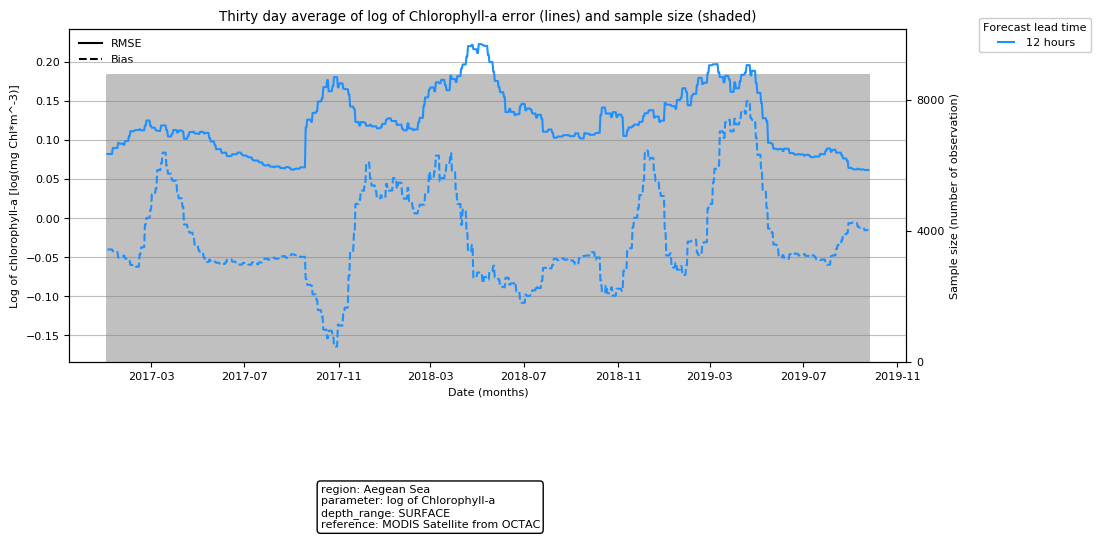 Thirty day average of log of Chlorophyll-a error (lines) and sample size (shaded)
Forecast lead time
12 hours
RMSE
Bias
0.20
0.15
0.10
0.05
0.00
−0.05
−0.10
−0.15
Log of chlorophyll-a [log(mg Chl*m^-3)]
8000
4000
0
Sample size (number of observation)
2017-03 2017-07 2017-11 2018-03 2018-07 2018-11 2019-03 2019-07 2019-11
Date (months)
region: Aegean Sea
parameter: log of Chlorophyll-a
depth_range: SURFACE
reference: MODIS Satellite from OCTAC